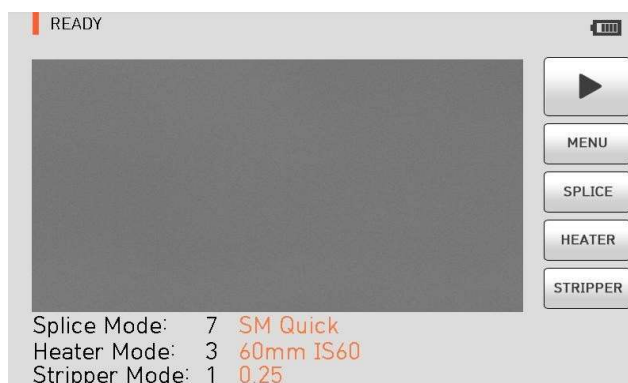 READY
MENU
SPLICE
HEATER
STRIPPER
Splice Mode: 7 SM Quick
Heater Mode: 3 60mm IS60
Stripper Mode: 1 0.25